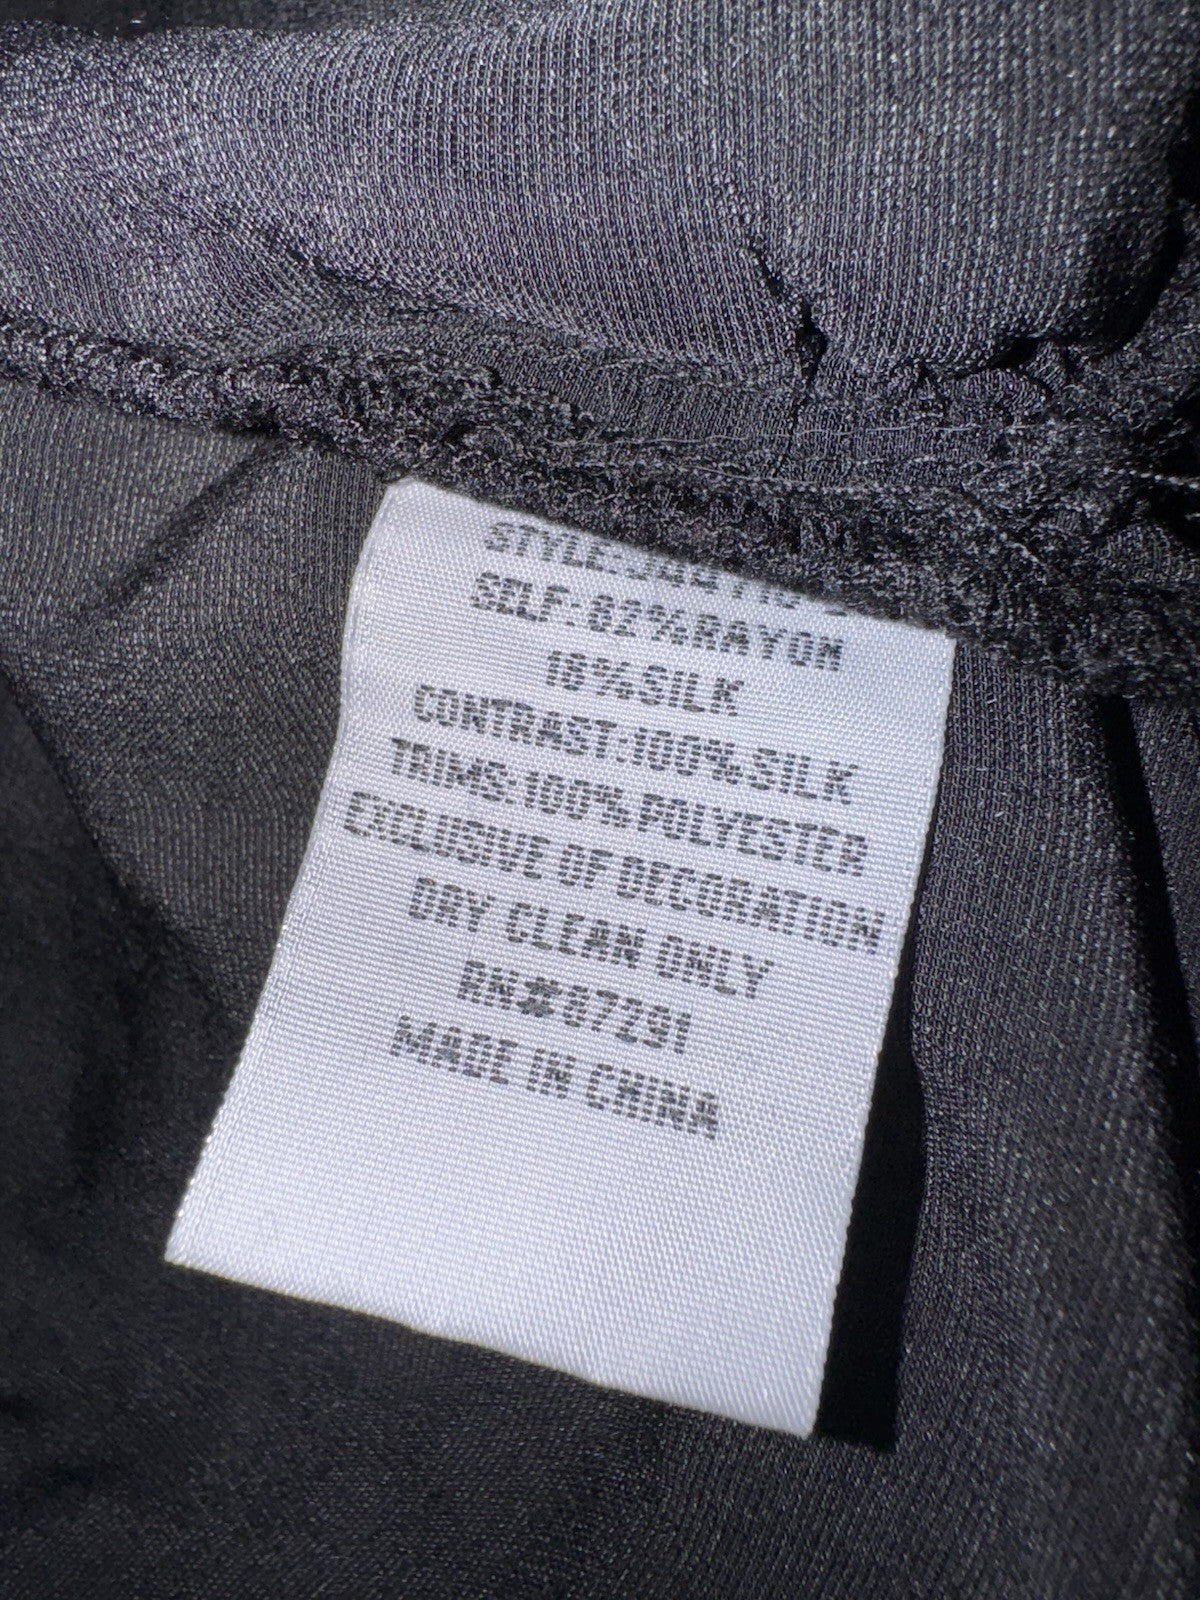 STYLE:
SELF:82%RAYON
18%SILK
CONTRAST:100%SILK
TRIMS:100%POLYESTER
EXCLUSIVE OF DECORATION
DRY CLEAN ONLY
RN#87291
MADE IN CHINA